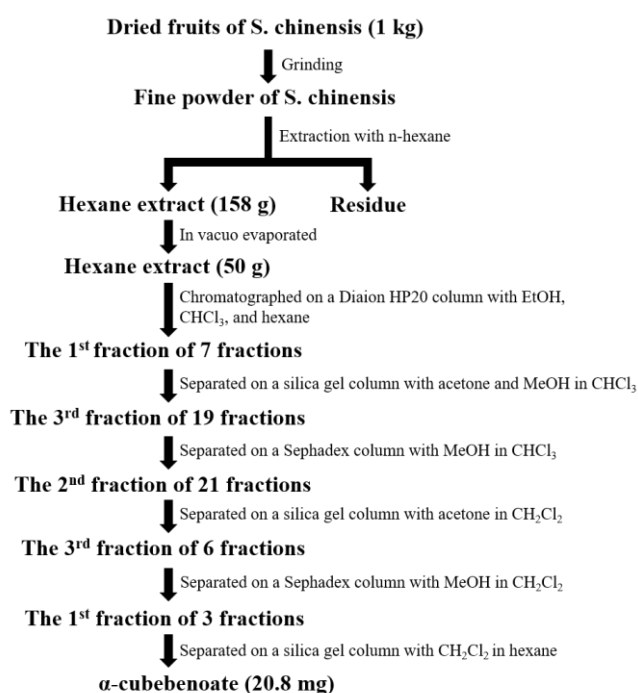 Dried fruits of S. chinensis (1 kg)
Grinding
Fine powder of S. chinensis
Extraction with n-hexane
Hexane extract (158 g) Residue
In vacuo evaporated
Hexane extract (50 g)
Chromatographed on a Diaion HP20 column with EtOH,
CHCl₃, and hexane
The 1ˢᵗ fraction of 7 fractions
Separated on a silica gel column with acetone and MeOH in CHCl₃
The 3ʳᵈ fraction of 19 fractions
Separated on a Sephadex column with MeOH in CHCl₃
The 2ⁿᵈ fraction of 21 fractions
Separated on a silica gel column with acetone in CH₂Cl₂
The 3ʳᵈ fraction of 6 fractions
Separated on a Sephadex column with MeOH in CH₂Cl₂
The 1ˢᵗ fraction of 3 fractions
Separated on a silica gel column with CH₂Cl₂ in hexane
α-cubebenoate (20.8 mg)